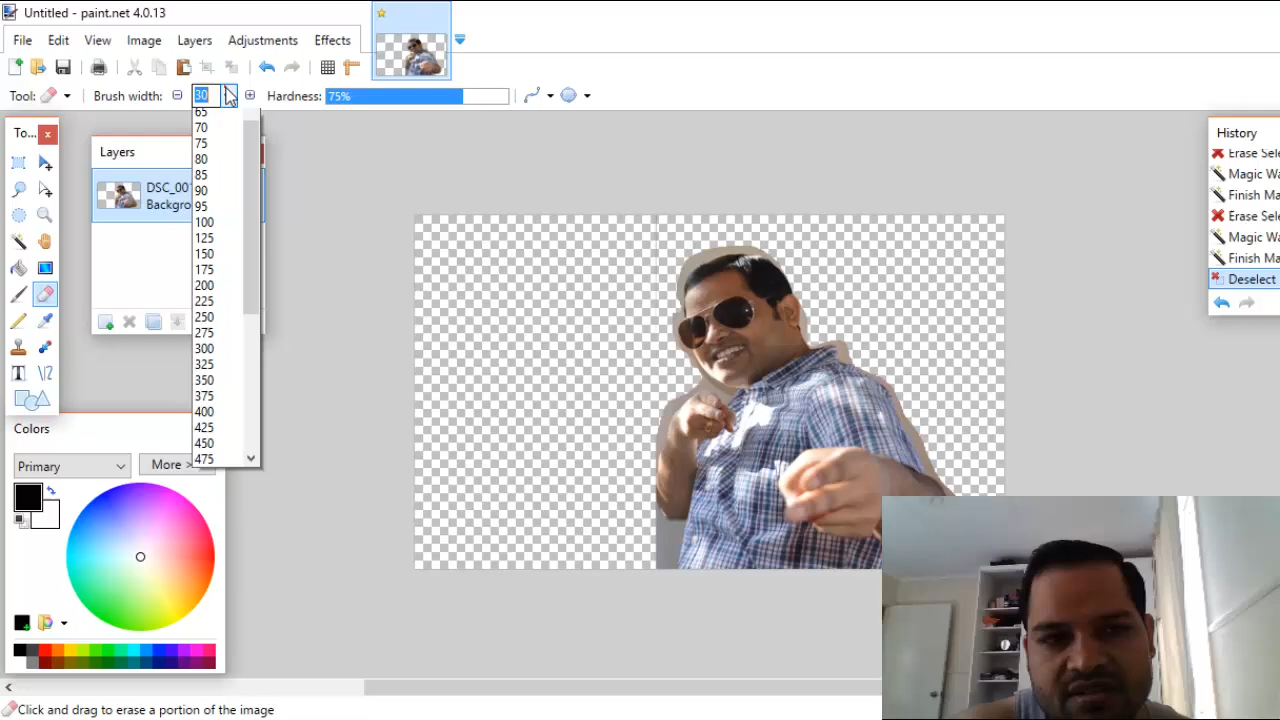 Untitled - paint.net 4.0.13
File Edit View Image Layers Adjustments Effects
Tool: Brush width: 30 Hardness: 75%
65
70
75
80
85
90
95
100
125
150
175
200
225
250
275
300
325
350
375
400
425
450
475
To... x
Layers
DSC_00
Backgro
Colors
Primary
More >
History
Erase Sele
Magic Wa
Finish Ma
Erase Sele
Magic Wa
Finish Ma
Deselect
Click and drag to erase a portion of the image